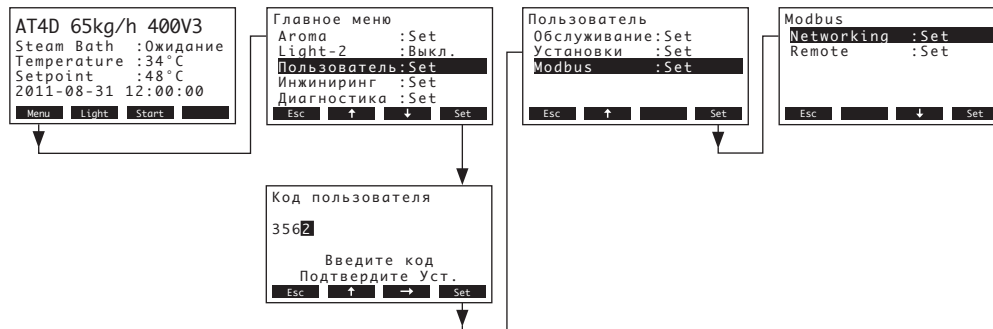 AT4D 65kg/h 400V3
Steam Bath :Ожидание
Temperature :34°C
Setpoint :48°C
2011-08-31 12:00:00
Menu Light Start
Главное меню
Aroma :Set
Light-2 :Выкл.
Пользователь:Set
Инжиниринг :Set
Диагностика :Set
Esc ↑ ↓ Set
Код пользователя
3562
Введите код
Подтвердите Уст.
Esc ↑ → Set
Пользователь
Обслуживание:Set
Установки :Set
Modbus :Set
Esc ↑ Set
Modbus
Networking :Set
Remote :Set
Esc ↓ Set